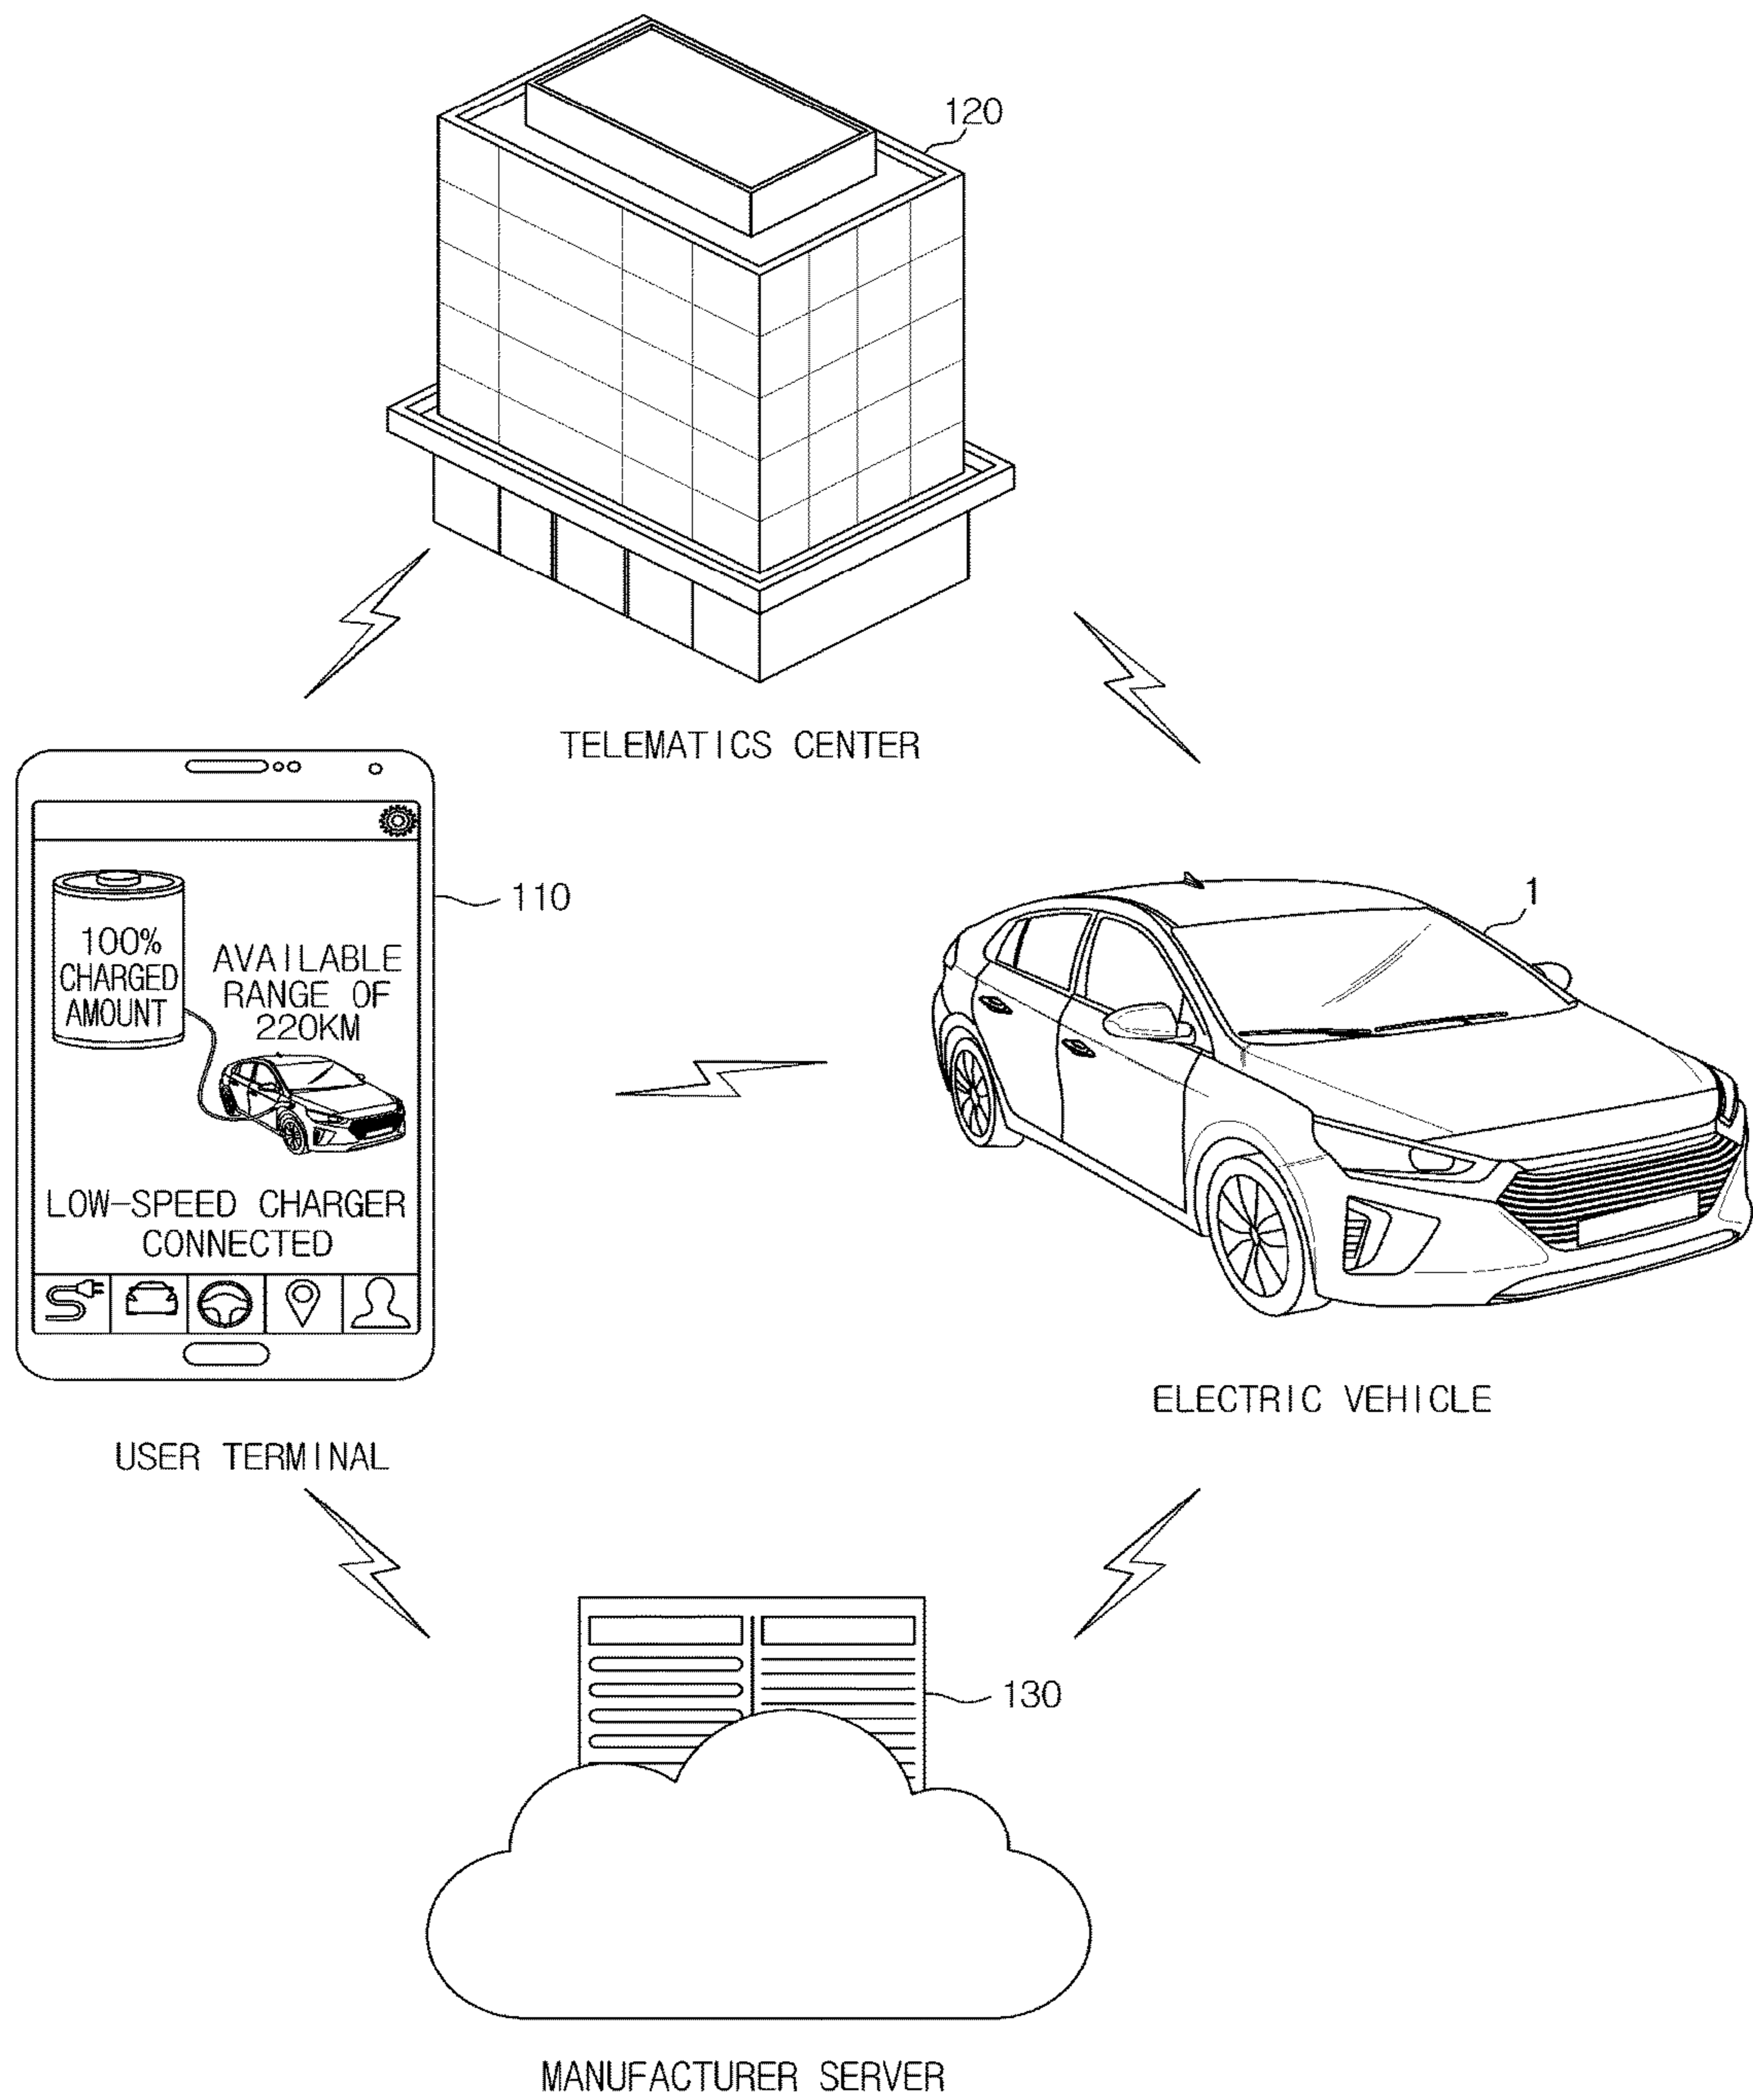 120
TELEMATICS CENTER
110
100%
CHARGED
AMOUNT
AVAILABLE
RANGE OF
220KM
LOW-SPEED CHARGER
CONNECTED
USER TERMINAL
1
ELECTRIC VEHICLE
130
MANUFACTURER SERVER